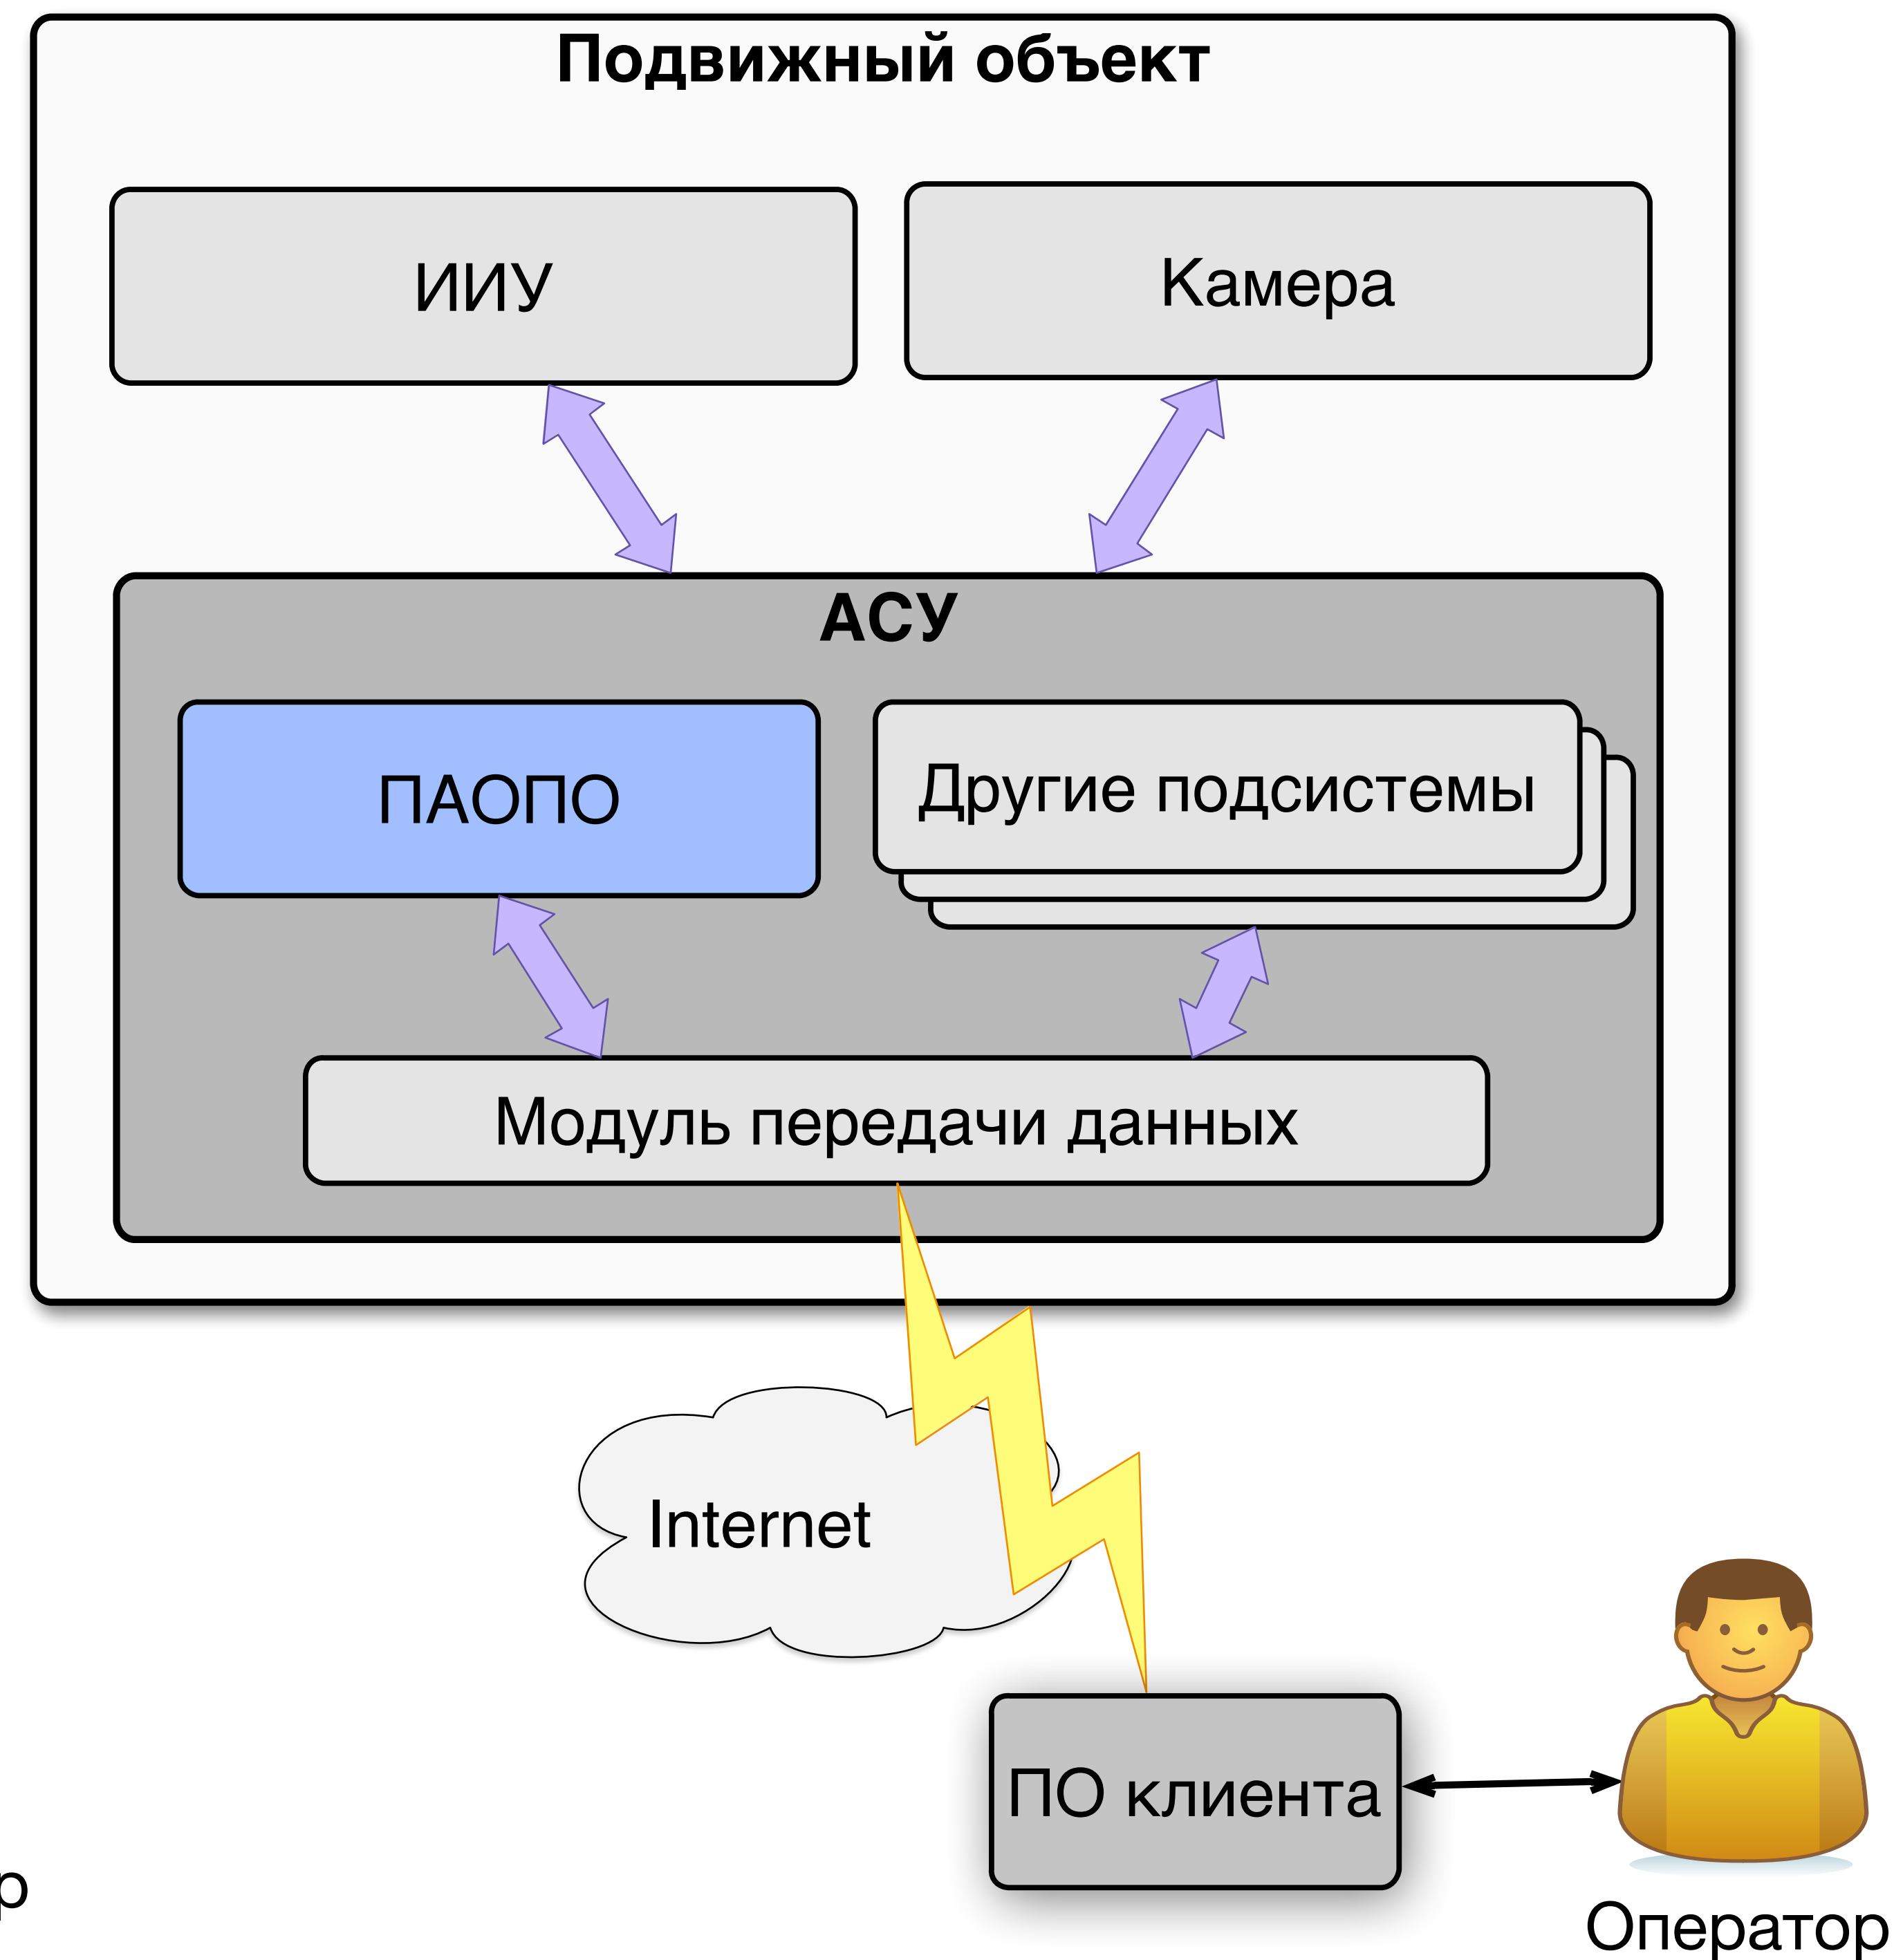 Подвижный объект
ИИУ
Камера
АСУ
ПАОПО
Другие подсистемы
Модуль передачи данных
Internet
ПО клиента
р
Оператор